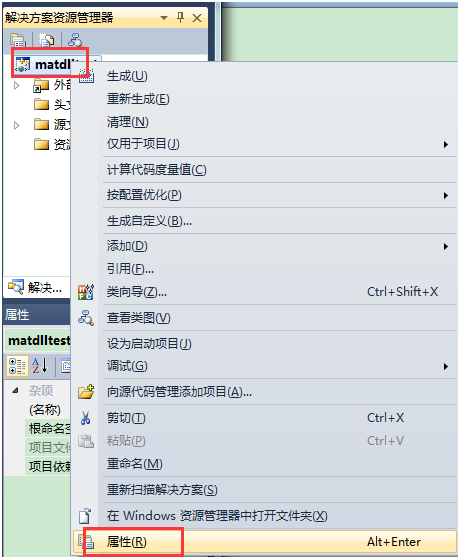 解决方案资源管理器
matdllt
生成(U)
外部
重新生成(E)
头文
清理(N)
源文
仅用于项目(J)
资源
计算代码度量值(C)
按配置优化(P)
生成自定义(B)...
添加(D)
引用(F)...
解决...
类向导(Z)... Ctrl+Shift+X
属性
查看类图(V)
matdlltest
设为启动项目(J)
调试(G)
杂项
向源代码管理添加项目(A)...
(名称)
剪切(T) Ctrl+X
根命名空
粘贴(P) Ctrl+V
项目文件
重命名(M)
项目依赖
重新扫描解决方案(S)
在 Windows 资源管理器中打开文件夹(X)
属性(R) Alt+Enter